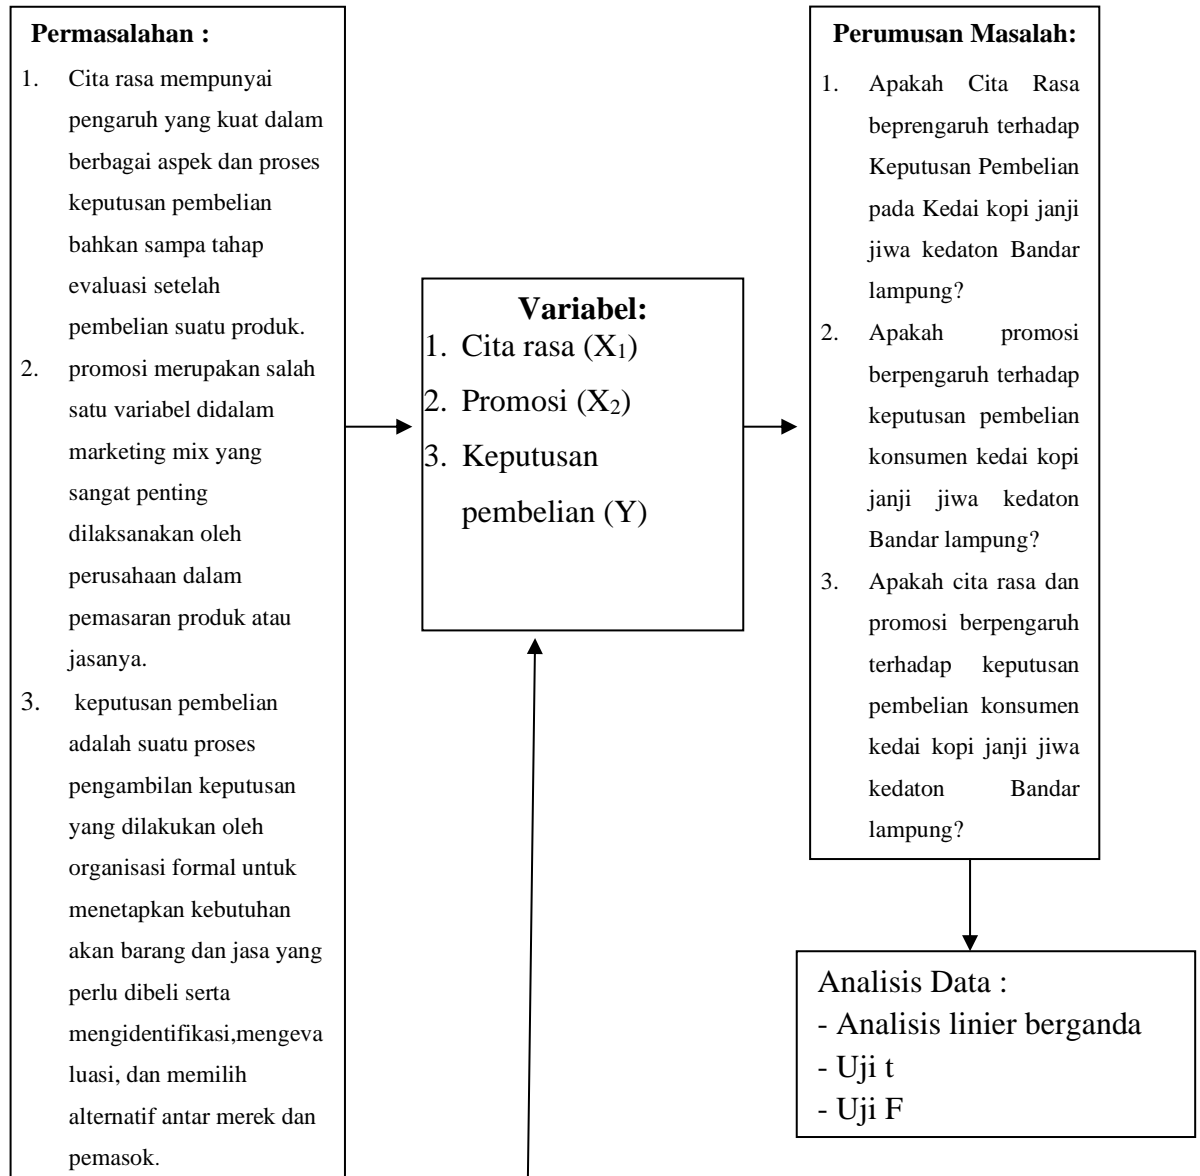 Permasalahan :
1. Cita rasa mempunyai
pengaruh yang kuat dalam
berbagai aspek dan proses
keputusan pembelian
bahkan sampa tahap
evaluasi setelah
pembelian suatu produk.
2. promosi merupakan salah
satu variabel didalam
marketing mix yang
sangat penting
dilaksanakan oleh
perusahaan dalam
pemasaran produk atau
jasanya.
3. keputusan pembelian
adalah suatu proses
pengambilan keputusan
yang dilakukan oleh
organisasi formal untuk
menetapkan kebutuhan
akan barang dan jasa yang
perlu dibeli serta
mengidentifikasi,mengeva
luasi, dan memilih
alternatif antar merek dan
pemasok.
Variabel:
1. Cita rasa (X₁)
2. Promosi (X₂)
3. Keputusan
pembelian (Y)
Perumusan Masalah:
1. Apakah Cita Rasa
beprengaruh terhadap
Keputusan Pembelian
pada Kedai kopi janji
jiwa kedaton Bandar
lampung?
2. Apakah promosi
berpengaruh terhadap
keputusan pembelian
konsumen kedai kopi
janji jiwa kedaton
Bandar lampung?
3. Apakah cita rasa dan
promosi berpengaruh
terhadap keputusan
pembelian konsumen
kedai kopi janji jiwa
kedaton Bandar
lampung?
Analisis Data :
- Analisis linier berganda
- Uji t
- Uji F